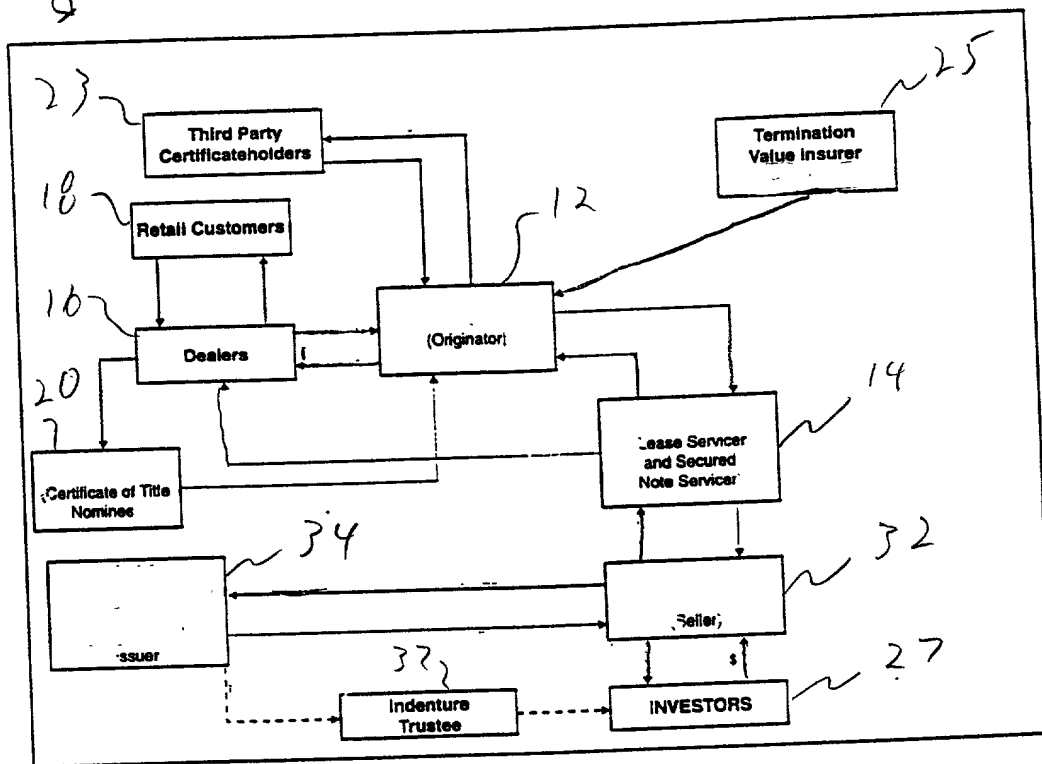 23
25
Third Party
Certificateholders
Termination
Value Insurer
18
Retail Customers
12
16
Dealers
(Originator)
20
14
Lease Servicer
and Secured
Note Servicer
Certificate of Title
Nominee
34
32
(Seller)
Issuer
$
27
Indenture
Trustee
INVESTORS